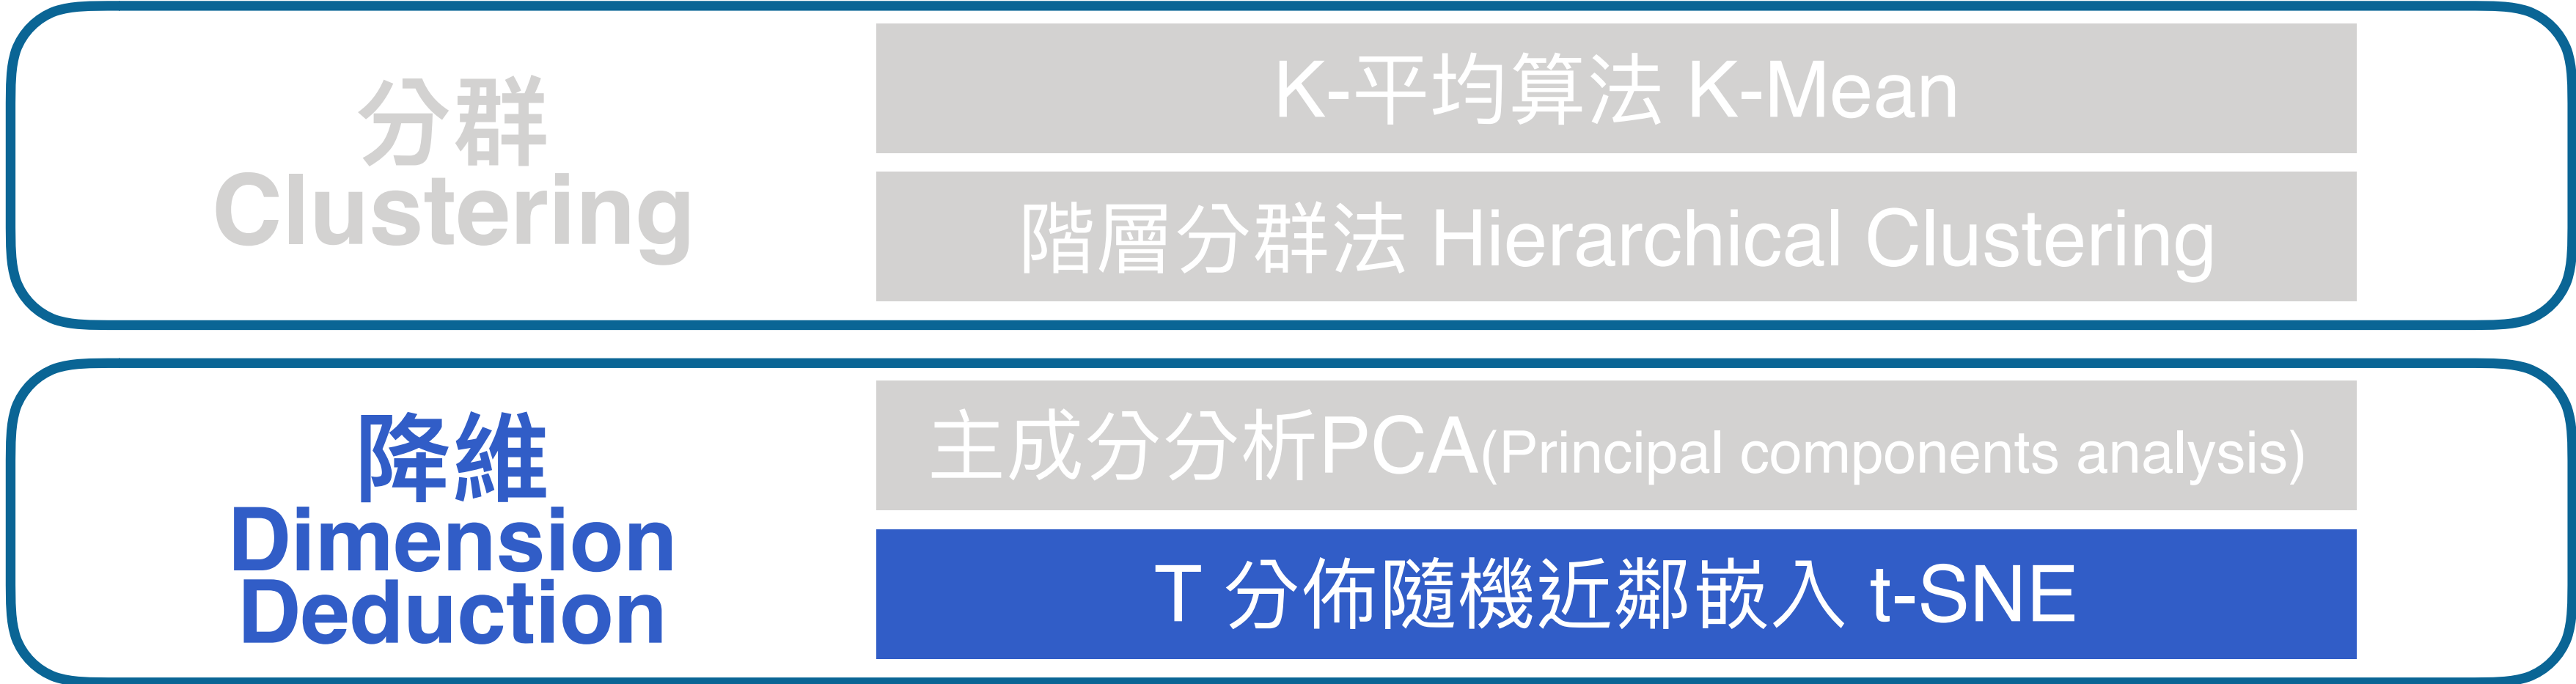 分群
Clustering
K-平均算法 K-Mean
階層分群法 Hierarchical Clustering
降維
Dimension
Deduction
主成分分析PCA(Principal components analysis)
T 分佈隨機近鄰嵌入 t-SNE